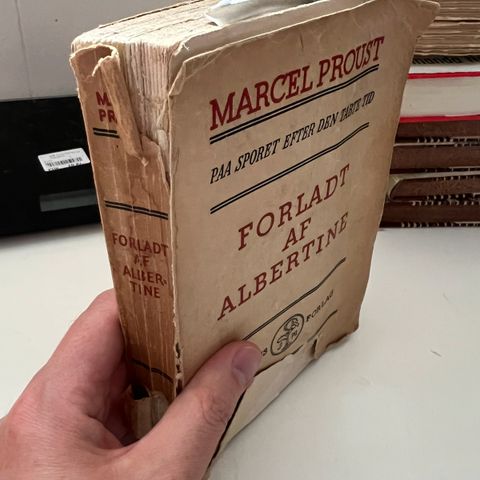 MARCEL PROUST
PAA SPORET EFTER DEN TABTE TID
FORLADT
AF
ALBERTINE
FORLAG
FORLADT
AF
ALBER-
TINE